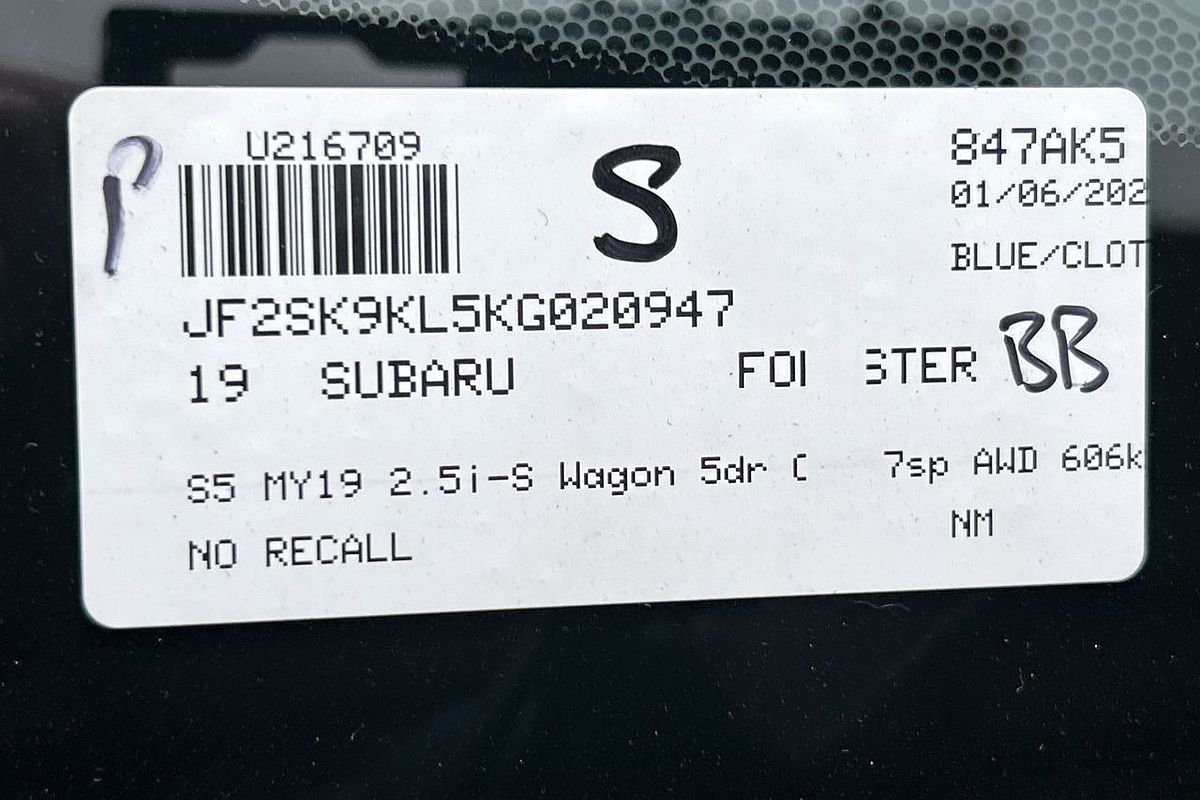 P U216709 S 847AK5
01/06/202
BLUE/CLOT
JF2SK9KL5KG020947
19 SUBARU FO STER BB
S5 MY19 2.5i-S Wagon 5dr C 7sp AWD 606k
NO RECALL NM